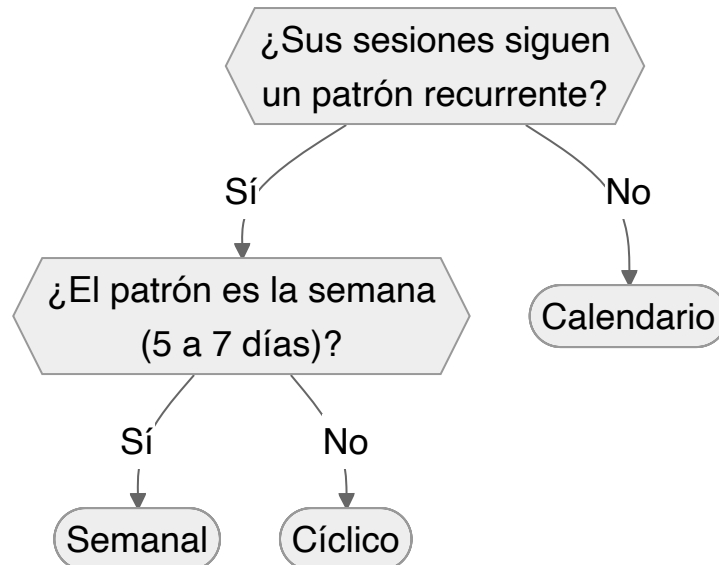 ¿Sus sesiones siguen
un patrón recurrente?
Sí
No
¿El patrón es la semana
(5 a 7 días)?
Calendario
Sí
No
Semanal
Cíclico